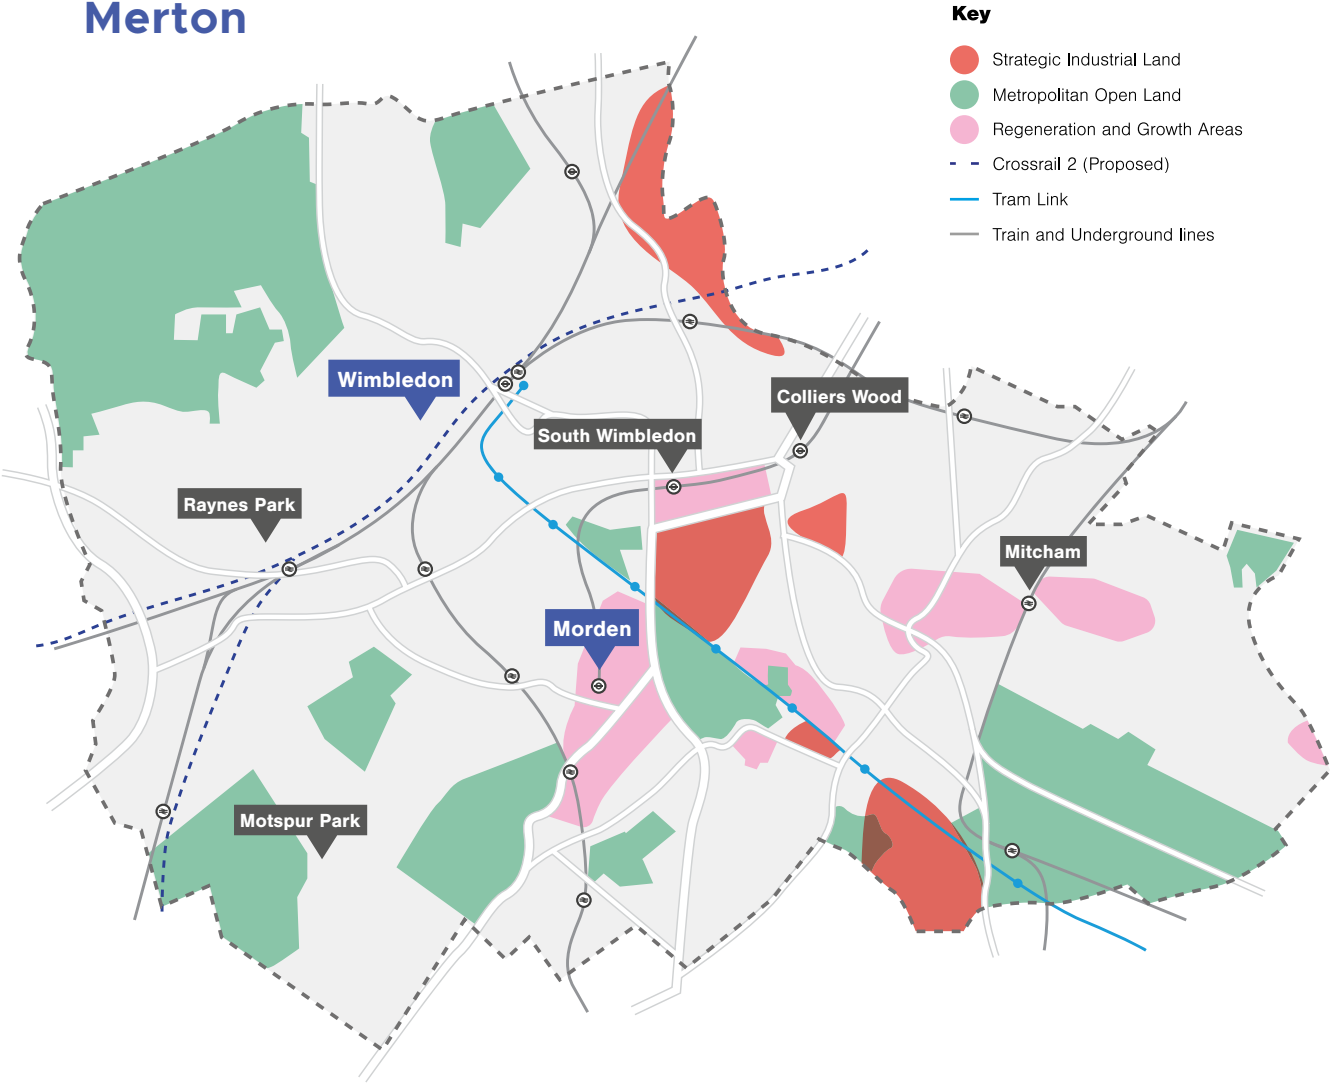 Merton
Key
Strategic Industrial Land
Metropolitan Open Land
Regeneration and Growth Areas
Crossrail 2 (Proposed)
Tram Link
Train and Underground lines
Wimbledon
Colliers Wood
South Wimbledon
Raynes Park
Mitcham
Morden
Motspur Park